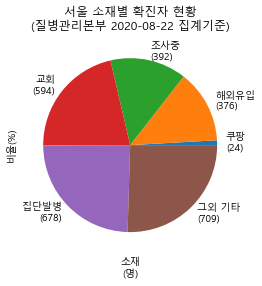 서울 소재별 확진자 현황
(질병관리본부 2020-08-22 집계기준)
조사중
(392)
교회
(594)
해외유입
(376)
쿠팡
(24)
비율(%)
집단발병
(678)
그외 기타
(709)
소재
(명)